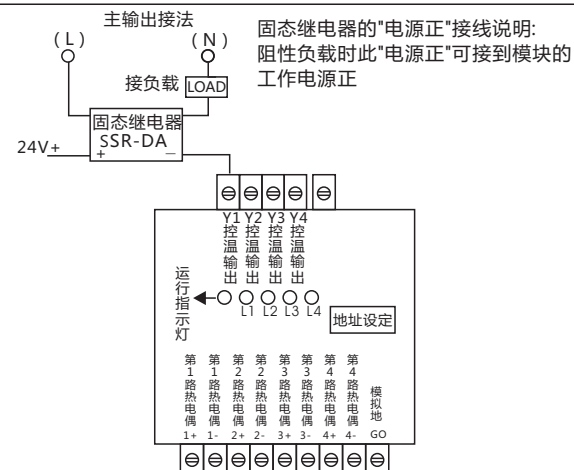 主输出接法
(L)
(N)
接负载 LOAD
固态继电器
SSR-DA
24V+
+ －
固态继电器的"电源正"接线说明:
阻性负载时此"电源正"可接到模块的
工作电源正
Y1 Y2 Y3 Y4
控温输出 控温输出 控温输出 控温输出
运行指示灯
L1 L2 L3 L4
地址设定
第1路热电偶 第1路热电偶 第2路热电偶 第2路热电偶 第3路热电偶 第3路热电偶 第4路热电偶 第4路热电偶 模拟地
1+ 1- 2+ 2- 3+ 3- 4+ 4- GO